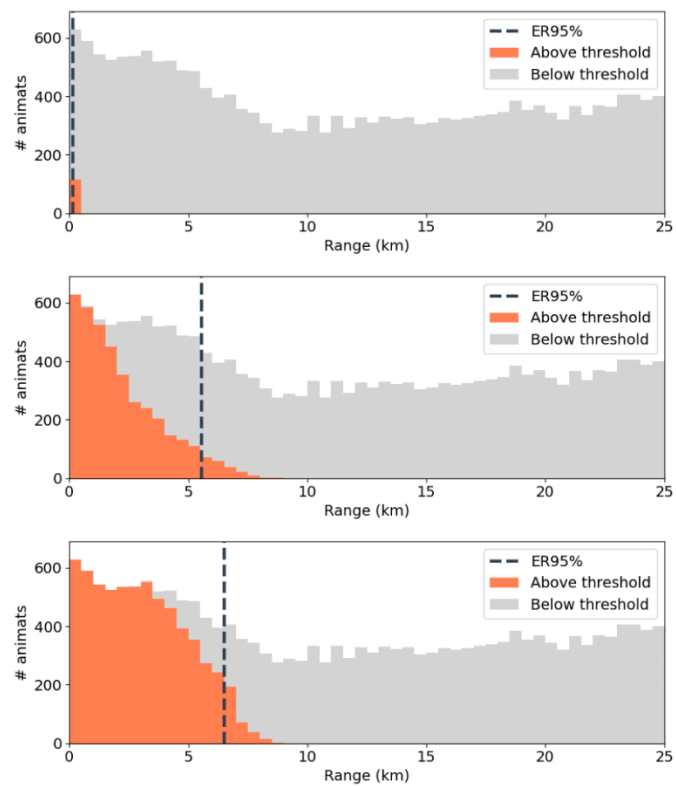 600
400
200
0
# animats
ER95%
Above threshold
Below threshold
0 5 10 15 20 25
Range (km)
600
400
200
0
# animats
ER95%
Above threshold
Below threshold
0 5 10 15 20 25
Range (km)
600
400
200
0
# animats
ER95%
Above threshold
Below threshold
0 5 10 15 20 25
Range (km)